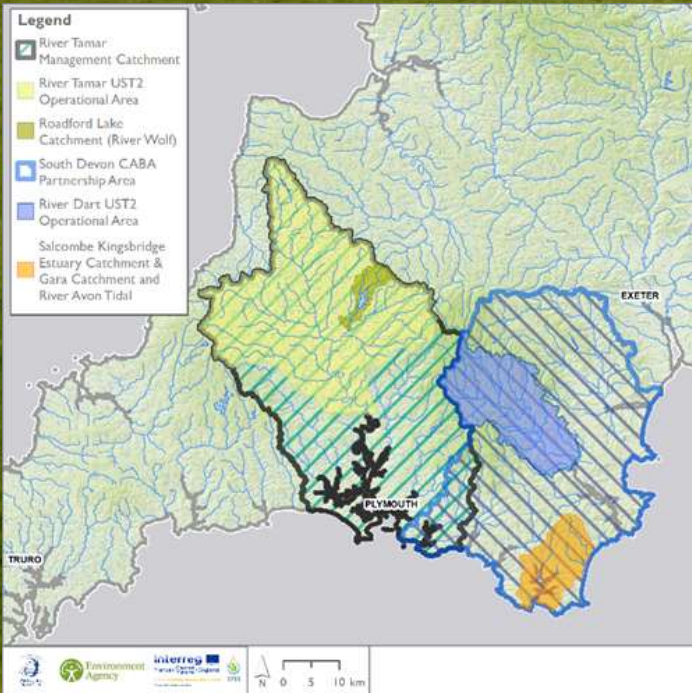 Legend
River Tamar
Management Catchment
River Tamar UST2
Operational Area
Roadford Lake
Catchment (River Wolf)
South Devon CABA
Partnership Area
River Dart UST2
Operational Area
Salcombe Kingsbridge
Estuary Catchment &
Gara Catchment and
River Avon Tidal
EXETER
PLYMOUTH
TRURO
Environment
Agency
Interreg
N
0 5 10 km